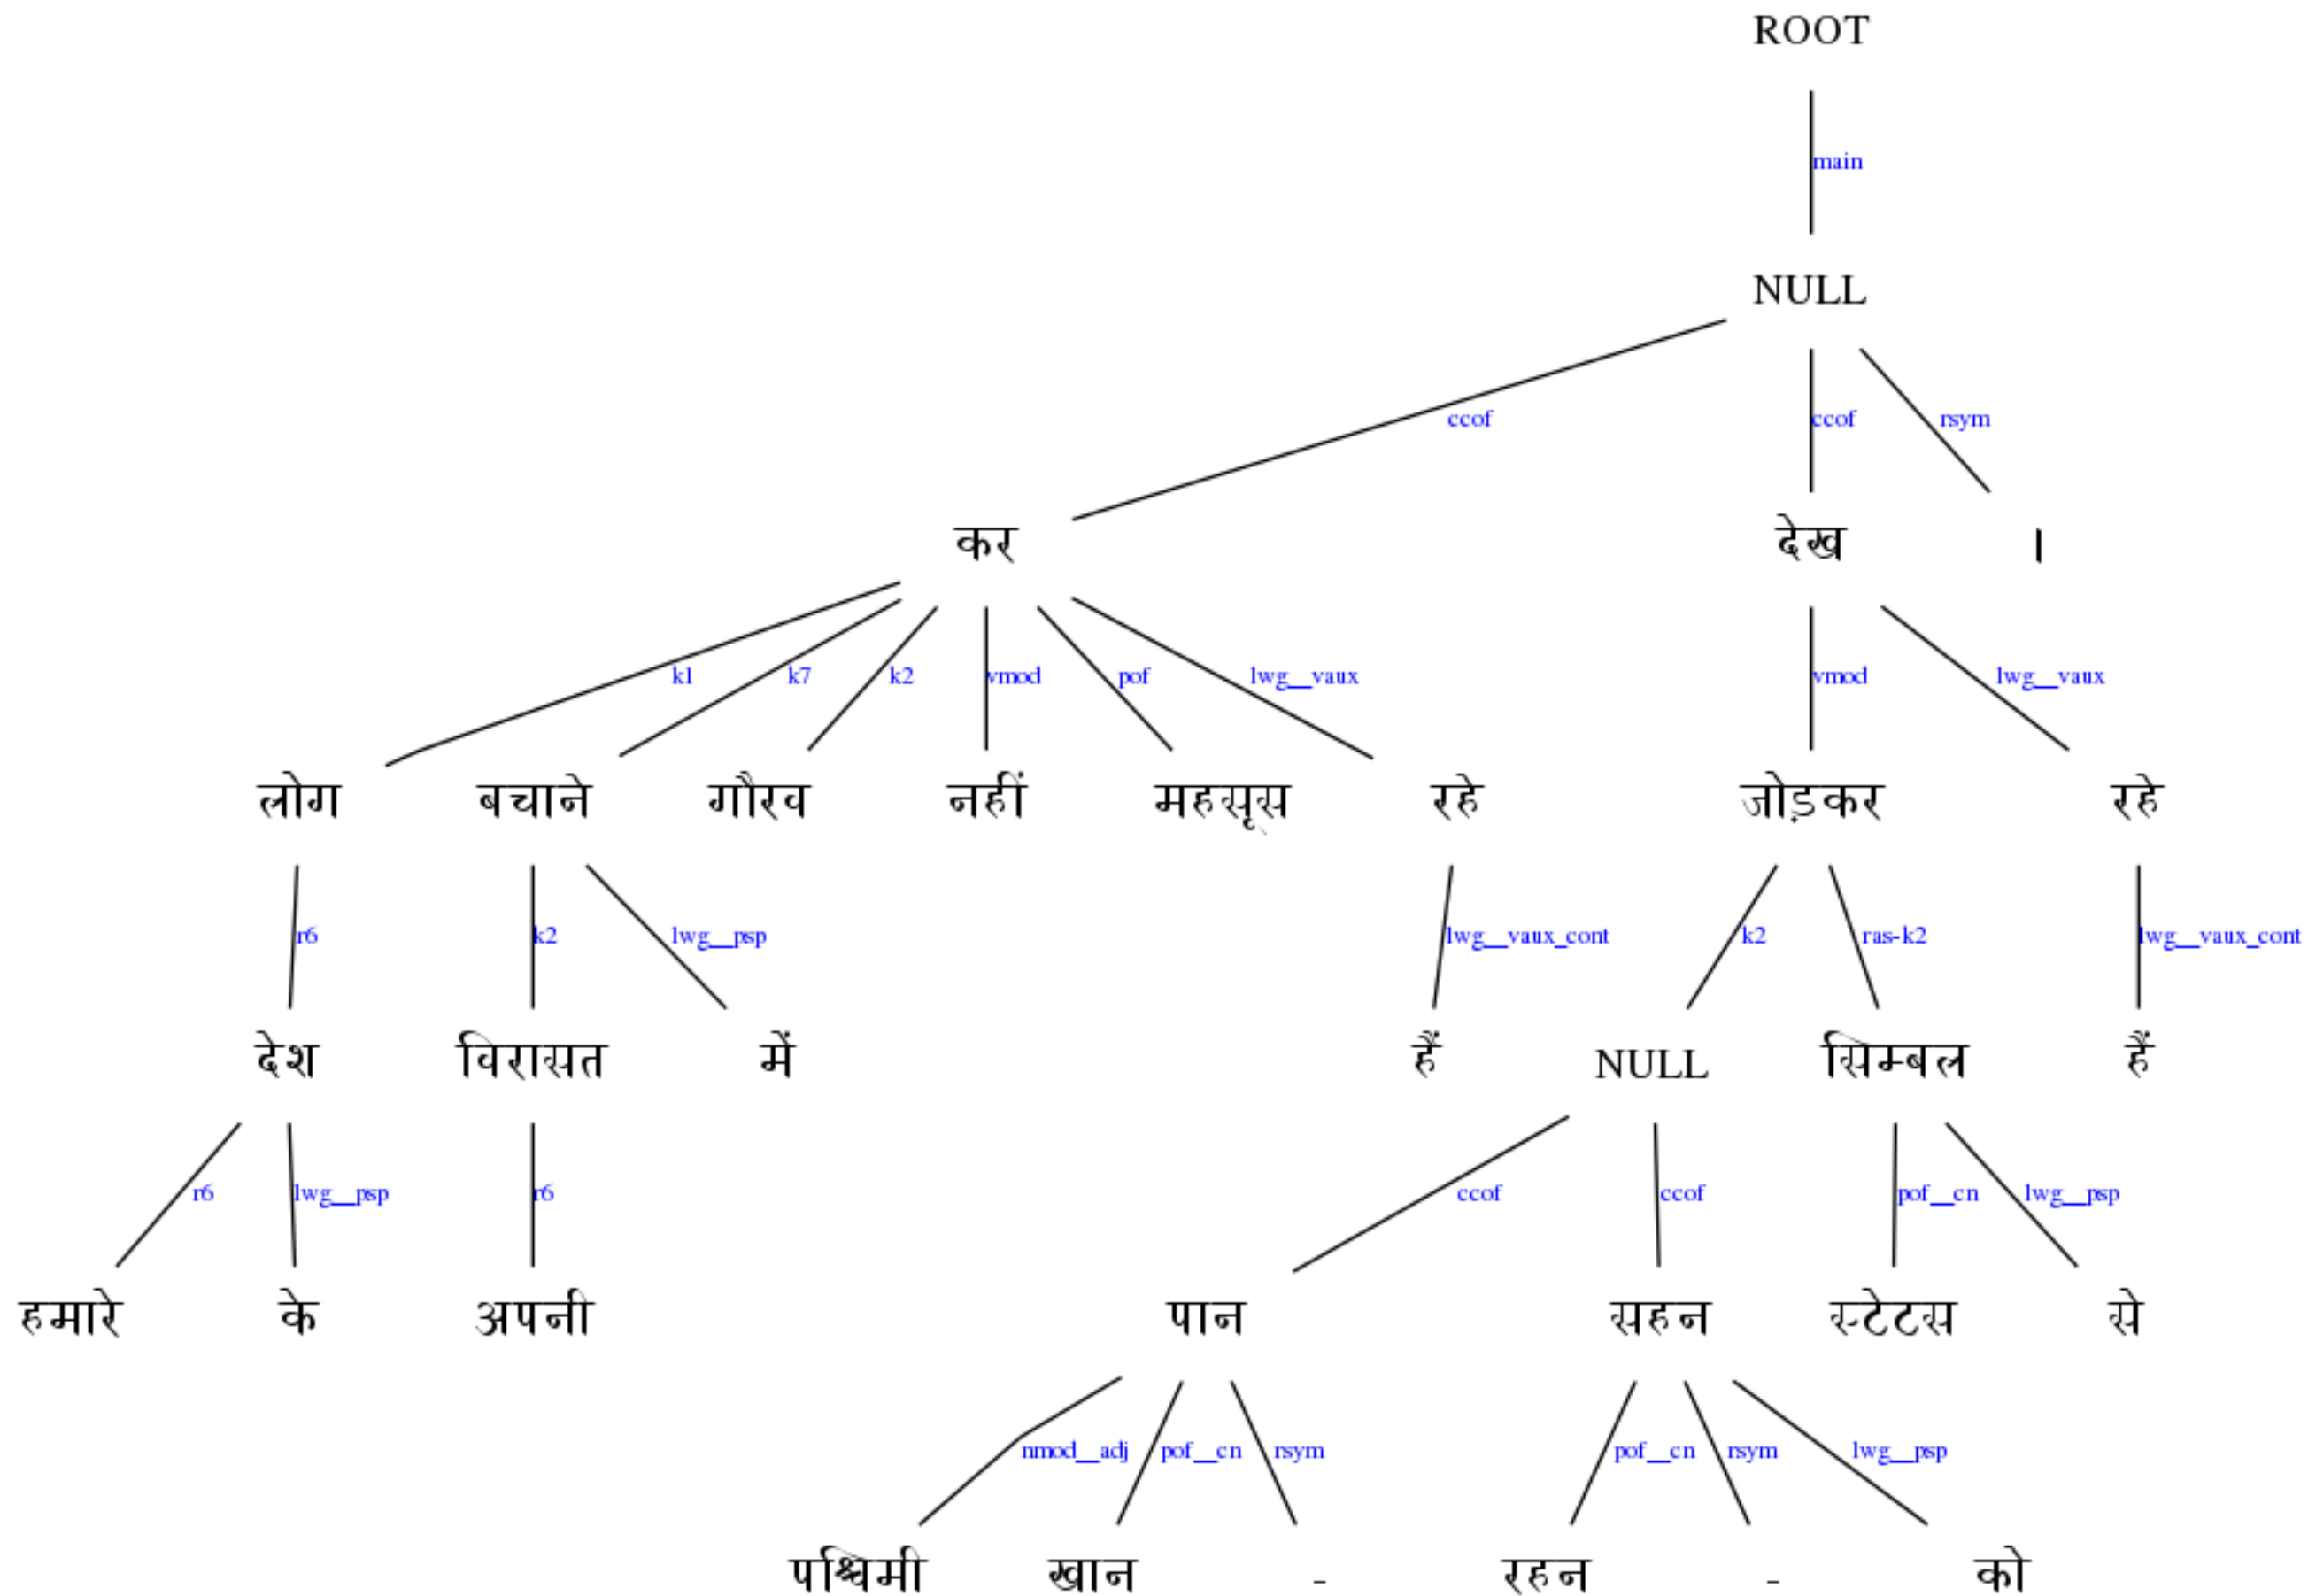 ROOT
main
NULL
ccof ccof rsym
कर देख ।
k1 k7 k2 vmod pof lwg__vaux vmod lwg__vaux
लोग बचाने गौरव नहीं महसूस रहे जोड़कर रहे
r6 k2 lwg__psp lwg__vaux_cont k2 ras-k2 lwg__vaux_cont
देश विरासत में हैं NULL सिम्बल हैं
r6 lwg__psp r6 ccof ccof pof__cn lwg__psp
हमारे के अपनी पान सहन स्टेटस से
nmod__adj pof__cn rsym pof__cn rsym lwg__psp
पश्चिमी खान - रहन - को